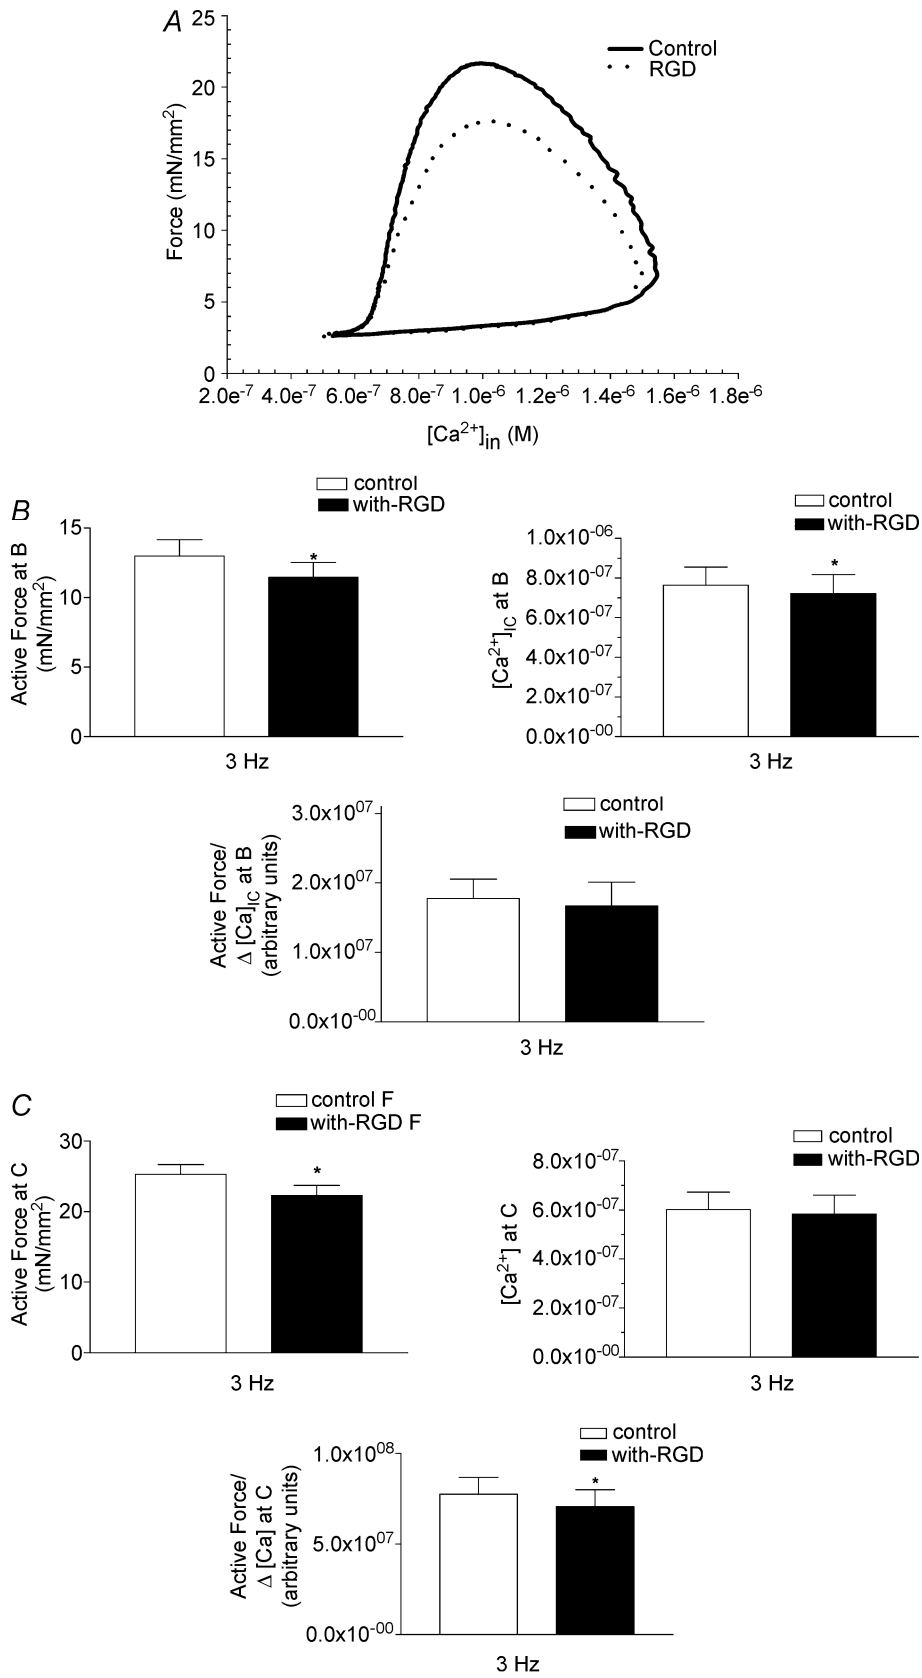 A
25
20
15
10
5
0
Force (mN/mm²)
Control
RGD
2.0e⁻⁷ 4.0e⁻⁷ 6.0e⁻⁷ 8.0e⁻⁷ 1.0e⁻⁶ 1.2e⁻⁶ 1.4e⁻⁶ 1.6e⁻⁶ 1.8e⁻⁶
[Ca²⁺]in (M)
B
control
with-RGD
Active Force at B
(mN/mm²)
15
10
5
0
*
3 Hz
control
with-RGD
[Ca²⁺]IC at B
1.0x10⁻⁰⁶
8.0x10⁻⁰⁷
6.0x10⁻⁰⁷
4.0x10⁻⁰⁷
2.0x10⁻⁰⁷
0.0x10⁻⁰⁰
*
3 Hz
control
with-RGD
Active Force/
Δ [Ca]IC at B
(arbitrary units)
3.0x10⁰⁷
2.0x10⁰⁷
1.0x10⁰⁷
0.0x10⁻⁰⁰
3 Hz
C
control F
with-RGD F
Active Force at C
(mN/mm²)
30
20
10
0
*
3 Hz
control
with-RGD
[Ca²⁺] at C
8.0x10⁻⁰⁷
6.0x10⁻⁰⁷
4.0x10⁻⁰⁷
2.0x10⁻⁰⁷
0.0x10⁻⁰⁰
3 Hz
control
with-RGD
Active Force/
Δ [Ca] at C
(arbitrary units)
1.0x10⁰⁸
5.0x10⁰⁷
0.0x10⁻⁰⁰
*
3 Hz